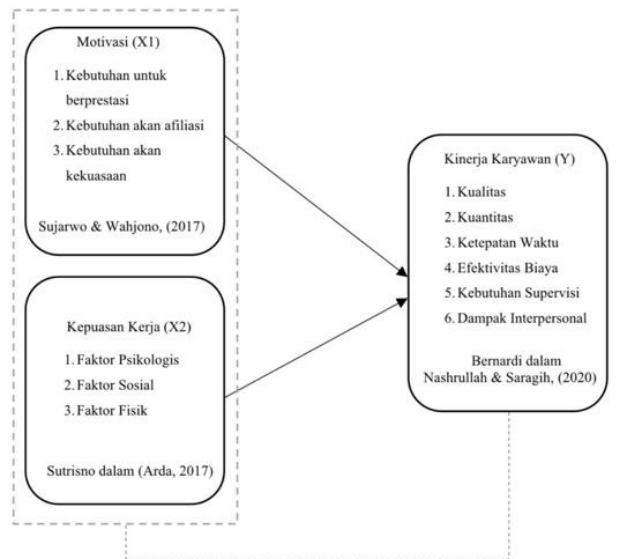 Motivasi (X1)
1. Kebutuhan untuk
berprestasi
2. Kebutuhan akan afiliasi
3. Kebutuhan akan
kekuasaan
Sujarwo & Wahjono, (2017)
Kepuasan Kerja (X2)
1. Faktor Psikologis
2. Faktor Sosial
3. Faktor Fisik
Sutrisno dalam (Arda, 2017)
Kinerja Karyawan (Y)
1. Kualitas
2. Kuantitas
3. Ketepatan Waktu
4. Efektivitas Biaya
5. Kebutuhan Supervisi
6. Dampak Interpersonal
Bernardi dalam
Nashrullah & Saragih, (2020)